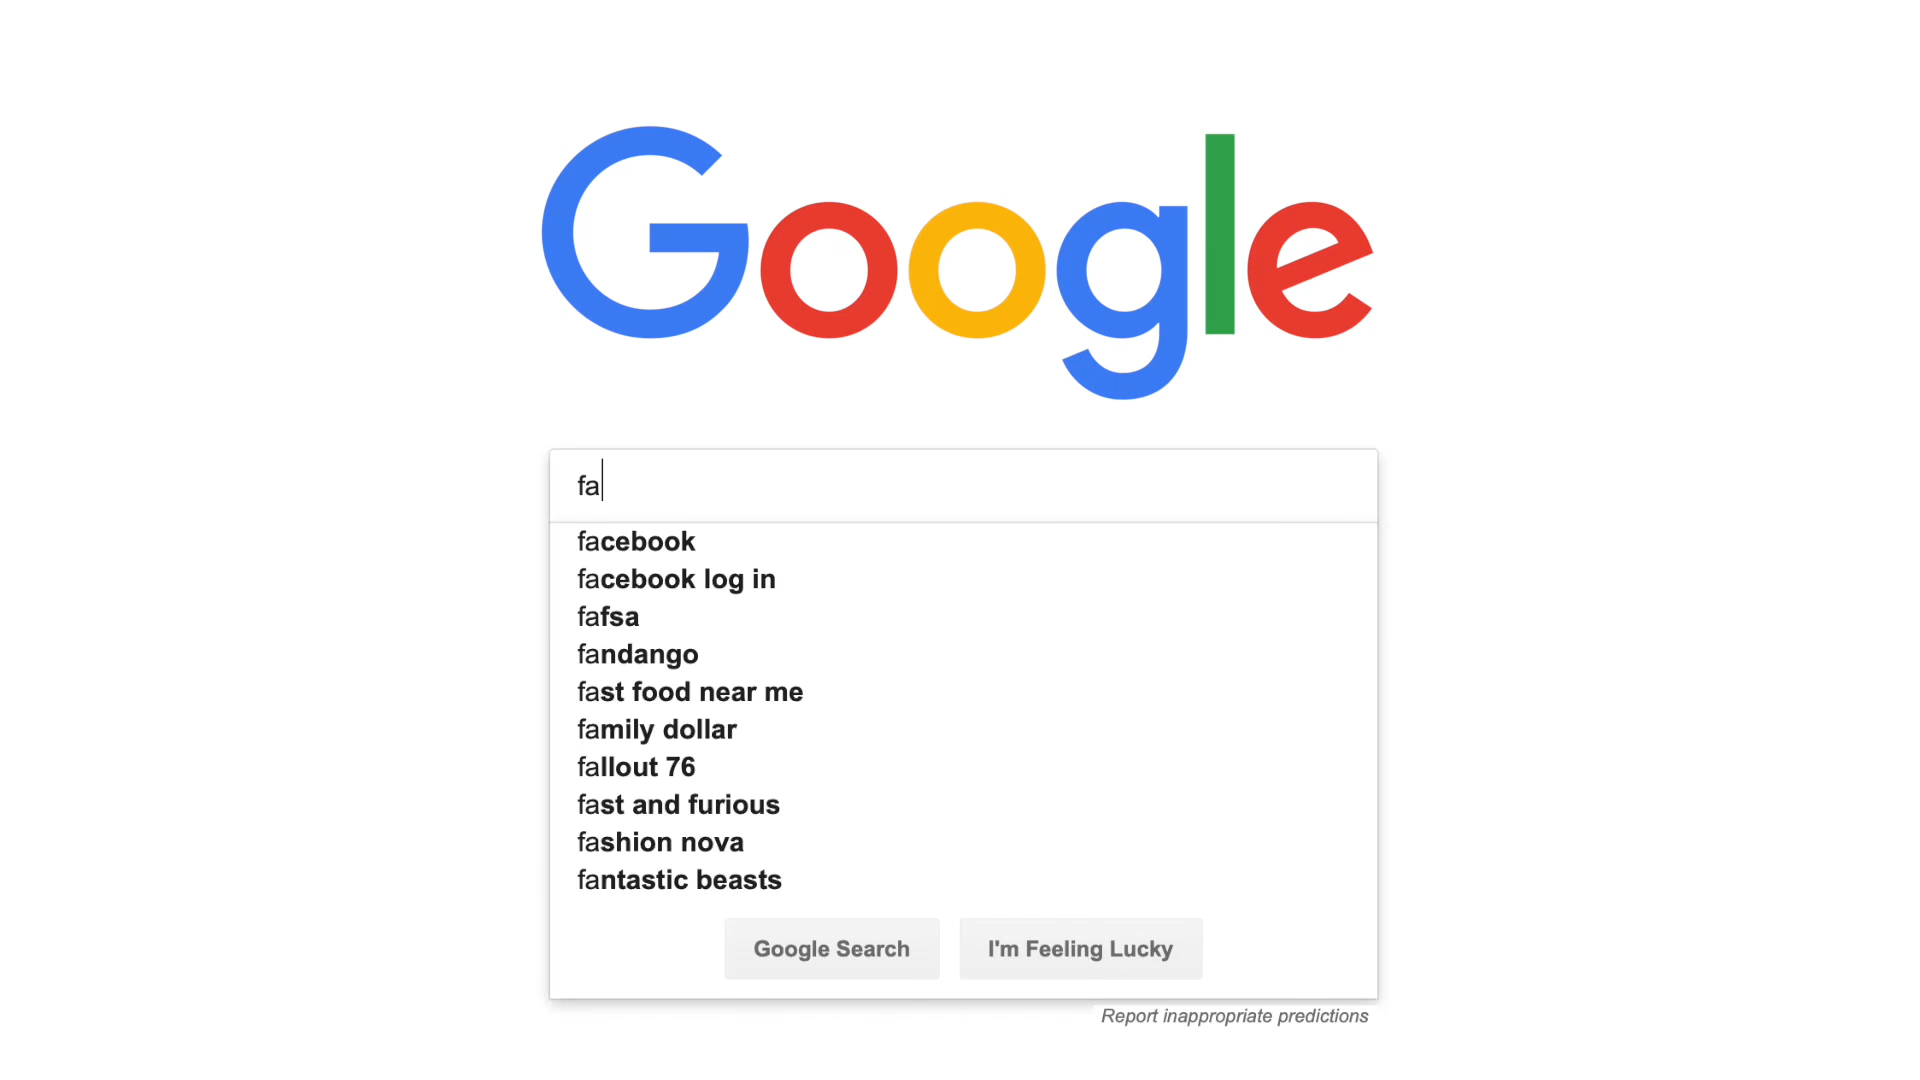 Google
fa
facebook
facebook log in
fafsa
fandango
fast food near me
family dollar
fallout 76
fast and furious
fashion nova
fantastic beasts
Google Search
I'm Feeling Lucky
Report inappropriate predictions